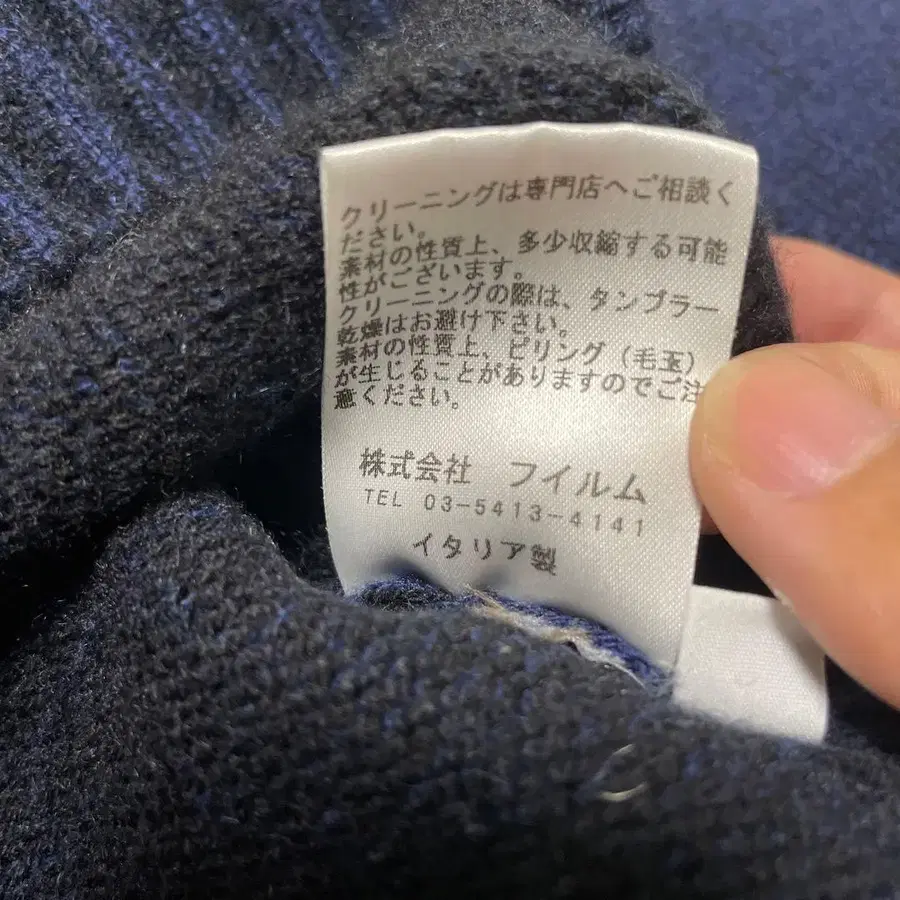 クリーニングは専門店へご相談く
ださい。
素材の性質上、多少収縮する可能
性がございます。
クリーニングの際は、タンブラー
乾燥はお避け下さい。
素材の性質上、ピリング（毛玉）
が生じることがありますのでご注
意ください。
株式会社 フイルム
TEL 03-5413-4141
イタリア製